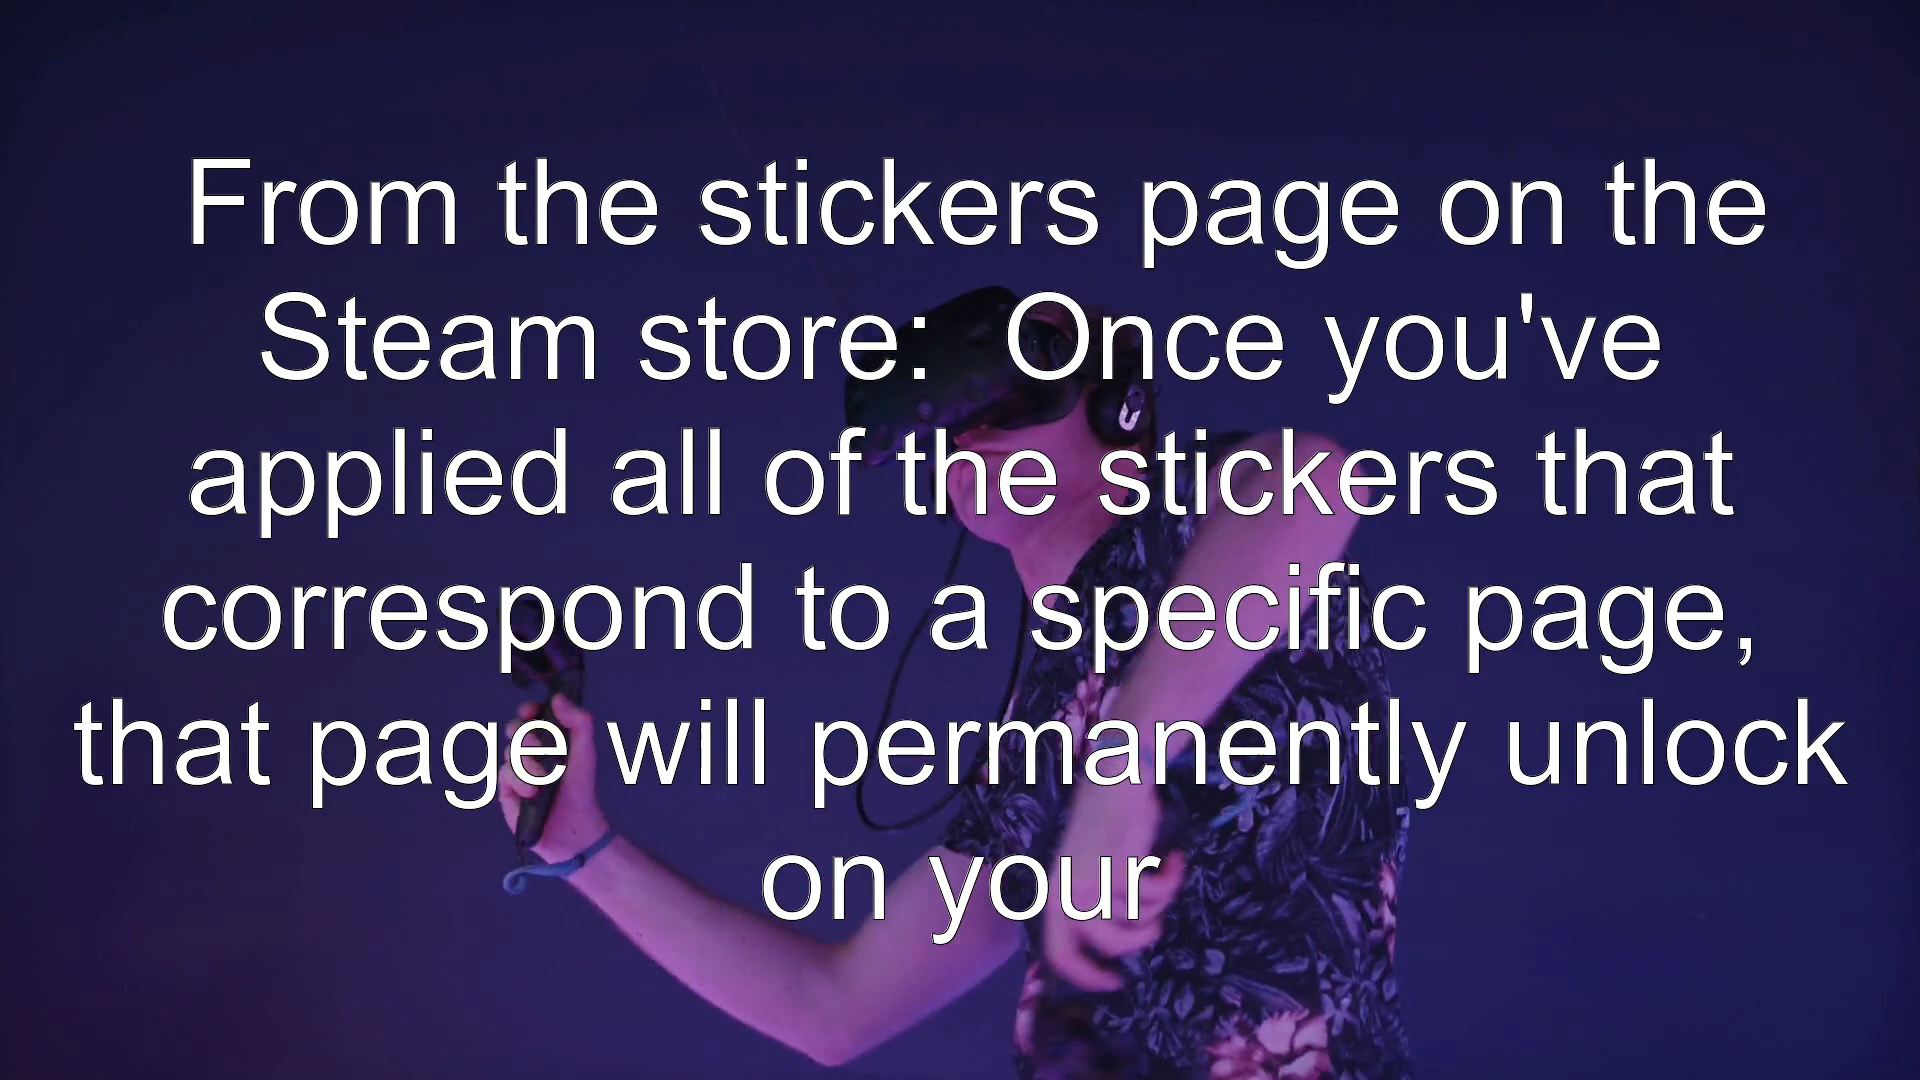 From the stickers page on the
Steam store:  Once you've
applied all of the stickers that
correspond to a specific page,
that page will permanently unlock
on your